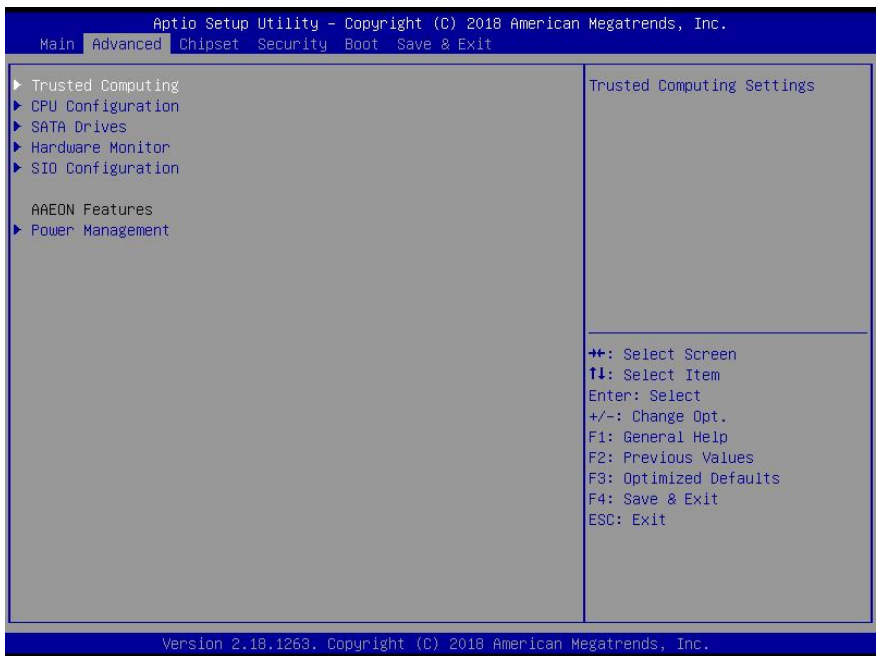 Aptio Setup Utility – Copyright (C) 2018 American Megatrends, Inc.
Main Advanced Chipset Security Boot Save & Exit
▶ Trusted Computing
▶ CPU Configuration
▶ SATA Drives
▶ Hardware Monitor
▶ SIO Configuration
AAEON Features
▶ Power Management
Trusted Computing Settings
→←: Select Screen
↑↓: Select Item
Enter: Select
+/-: Change Opt.
F1: General Help
F2: Previous Values
F3: Optimized Defaults
F4: Save & Exit
ESC: Exit
Version 2.18.1263. Copyright (C) 2018 American Megatrends, Inc.